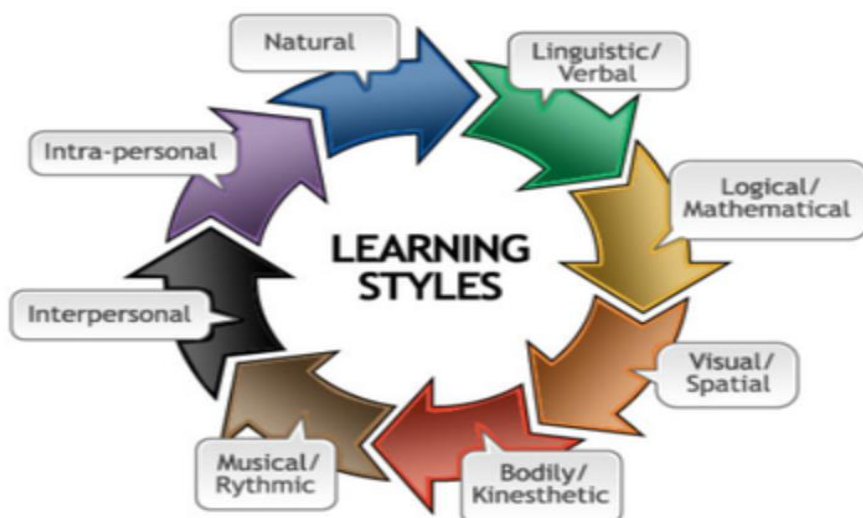 Natural
Linguistic/
Verbal
Intra-personal
Logical/
Mathematical
LEARNING
STYLES
Interpersonal
Visual/
Spatial
Musical/
Rythmic
Bodily/
Kinesthetic